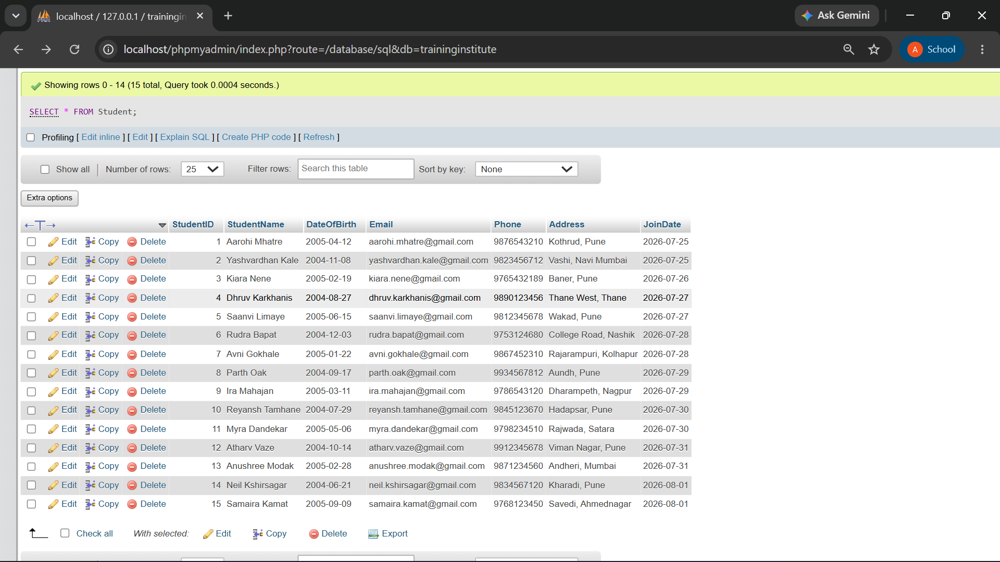 localhost / 127.0.0.1 / trainingin
Ask Gemini
localhost/phpmyadmin/index.php?route=/database/sql&db=traininginstitute
A School
Showing rows 0 - 14 (15 total, Query took 0.0004 seconds.)
SELECT * FROM Student;
Profiling [ Edit inline ] [ Edit ] [ Explain SQL ] [ Create PHP code ] [ Refresh ]
Show all Number of rows: 25 Filter rows: Search this table Sort by key: None
Extra options
StudentID StudentName DateOfBirth Email Phone Address JoinDate
Edit Copy Delete 1 Aarohi Mhatre 2005-04-12 aarohi.mhatre@gmail.com 9876543210 Kothrud, Pune 2026-07-25
Edit Copy Delete 2 Yashvardhan Kale 2004-11-08 yashvardhan.kale@gmail.com 9823456712 Vashi, Navi Mumbai 2026-07-25
Edit Copy Delete 3 Kiara Nene 2005-02-19 kiara.nene@gmail.com 9765432189 Baner, Pune 2026-07-26
Edit Copy Delete 4 Dhruv Karkhanis 2004-08-27 dhruv.karkhanis@gmail.com 9890123456 Thane West, Thane 2026-07-27
Edit Copy Delete 5 Saanvi Limaye 2005-06-15 saanvi.limaye@gmail.com 9812345678 Wakad, Pune 2026-07-27
Edit Copy Delete 6 Rudra Bapat 2004-12-03 rudra.bapat@gmail.com 9753124680 College Road, Nashik 2026-07-28
Edit Copy Delete 7 Avni Gokhale 2005-01-22 avni.gokhale@gmail.com 9867452310 Rajarampuri, Kolhapur 2026-07-28
Edit Copy Delete 8 Parth Oak 2004-09-17 parth.oak@gmail.com 9934567812 Aundh, Pune 2026-07-29
Edit Copy Delete 9 Ira Mahajan 2005-03-11 ira.mahajan@gmail.com 9786543120 Dharampeth, Nagpur 2026-07-29
Edit Copy Delete 10 Reyansh Tamhane 2004-07-29 reyansh.tamhane@gmail.com 9845123670 Hadapsar, Pune 2026-07-30
Edit Copy Delete 11 Myra Dandekar 2005-05-06 myra.dandekar@gmail.com 9798234510 Rajwada, Satara 2026-07-30
Edit Copy Delete 12 Atharv Vaze 2004-10-14 atharv.vaze@gmail.com 9912345678 Viman Nagar, Pune 2026-07-31
Edit Copy Delete 13 Anushree Modak 2005-02-28 anushree.modak@gmail.com 9871234560 Andheri, Mumbai 2026-07-31
Edit Copy Delete 14 Neil Kshirsagar 2004-06-21 neil.kshirsagar@gmail.com 9834567120 Kharadi, Pune 2026-08-01
Edit Copy Delete 15 Samaira Kamat 2005-09-09 samaira.kamat@gmail.com 9768123450 Savedi, Ahmednagar 2026-08-01
Check all With selected: Edit Copy Delete Export